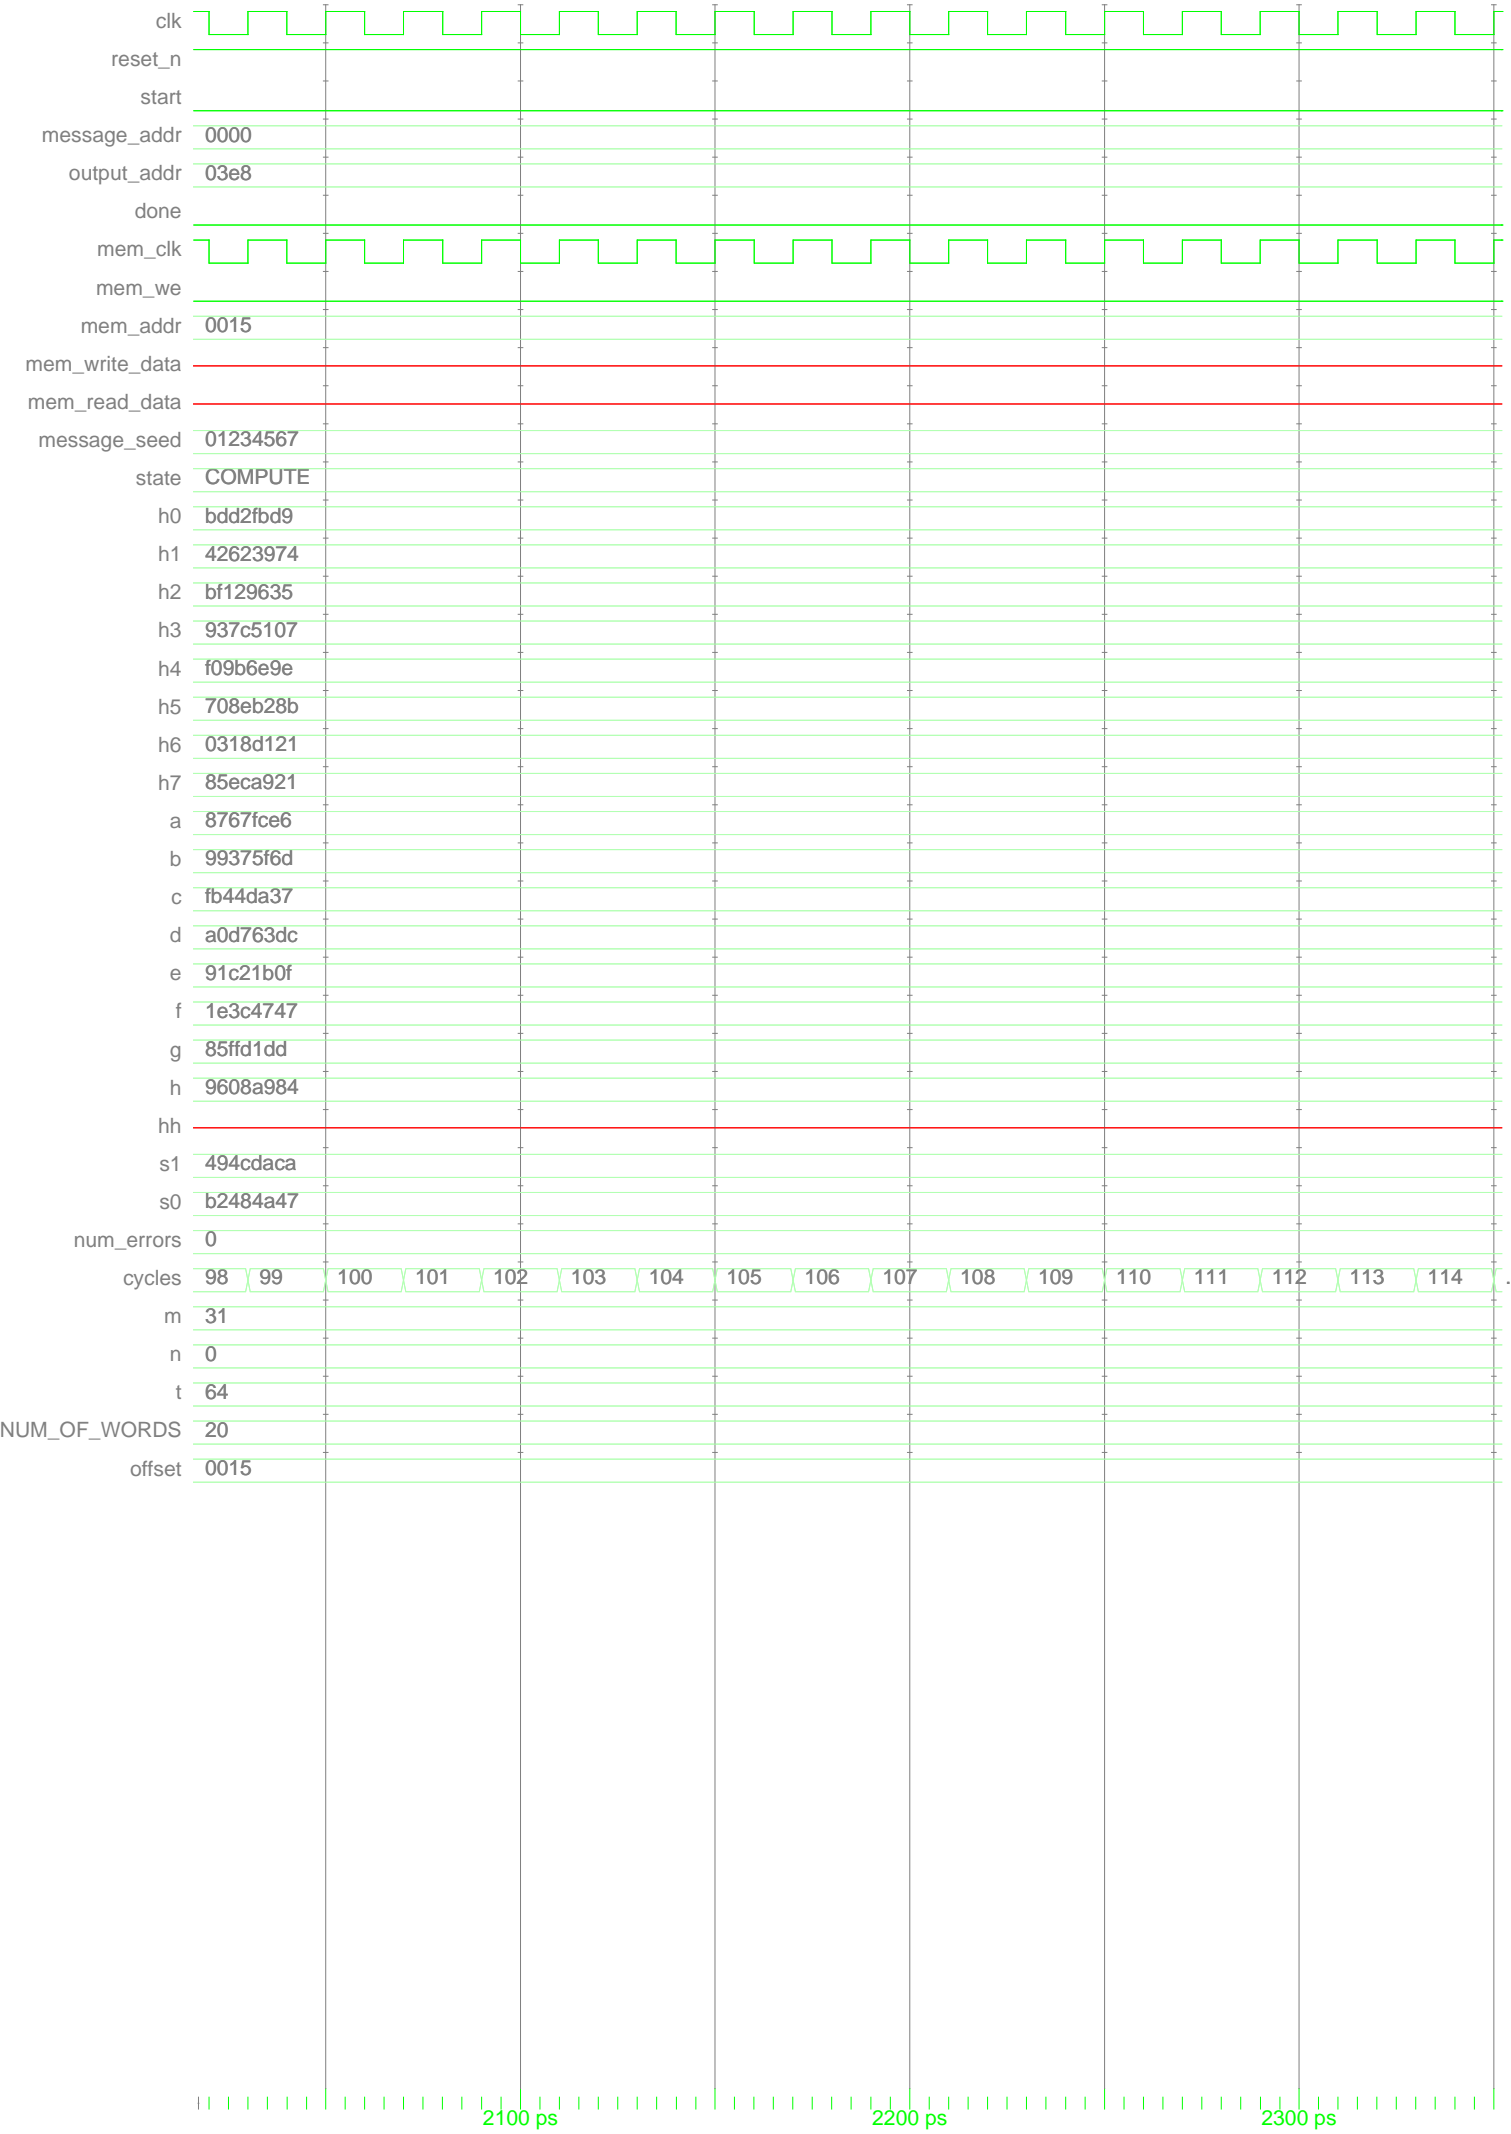 clk
reset_n
start
message_addr 0000
output_addr 03e8
done
mem_clk
mem_we
mem_addr 0015
mem_write_data
mem_read_data
message_seed 01234567
state COMPUTE
h0 bdd2fbd9
h1 42623974
h2 bf129635
h3 937c5107
h4 f09b6e9e
h5 708eb28b
h6 0318d121
h7 85eca921
a 8767fce6
b 99375f6d
c fb44da37
d a0d763dc
e 91c21b0f
f 1e3c4747
g 85ffd1dd
h 9608a984
hh
s1 494cdaca
s0 b2484a47
num_errors 0
cycles 98 99 100 101 102 103 104 105 106 107 108 109 110 111 112 113 114 .
m 31
n 0
t 64
NUM_OF_WORDS 20
offset 0015
2100 ps 2200 ps 2300 ps